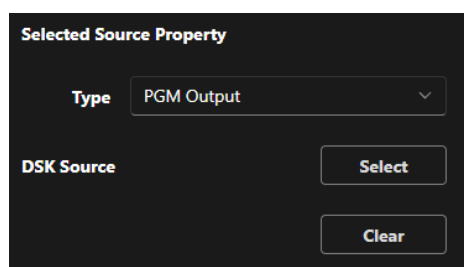 Selected Source Property
Type PGM Output
DSK Source Select
Clear